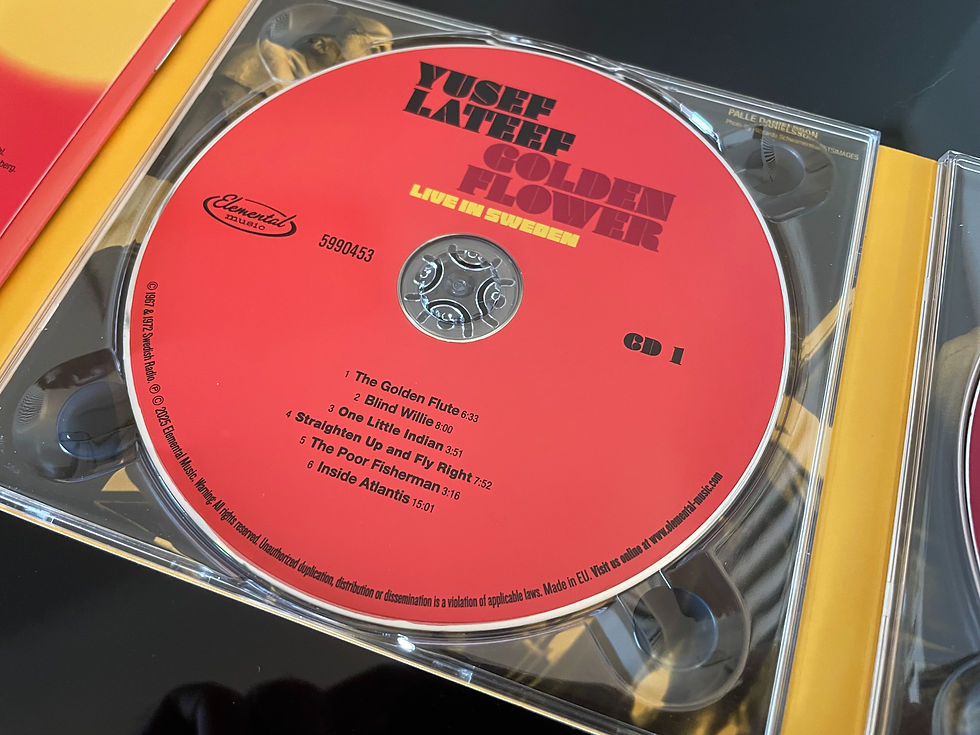 YUSEF
LATEEF
GOLDEN
FLOWER
LIVE IN SWEDEN
PALLE DANIELSSON
Elemental
music
5990453
CD 1
1 The Golden Flute 6:33
2 Blind Willie 8:00
3 One Little Indian 3:51
4 Straighten Up and Fly Right 7:52
5 The Poor Fisherman 3:16
6 Inside Atlantis 15:01
© 1967 & 1972 Swedish Radio. ℗ © 2025 Elemental Music. Warning: All rights reserved. Unauthorized duplication, distribution or dissemination is a violation of applicable laws. Made in EU. Visit us online at www.elemental-music.com